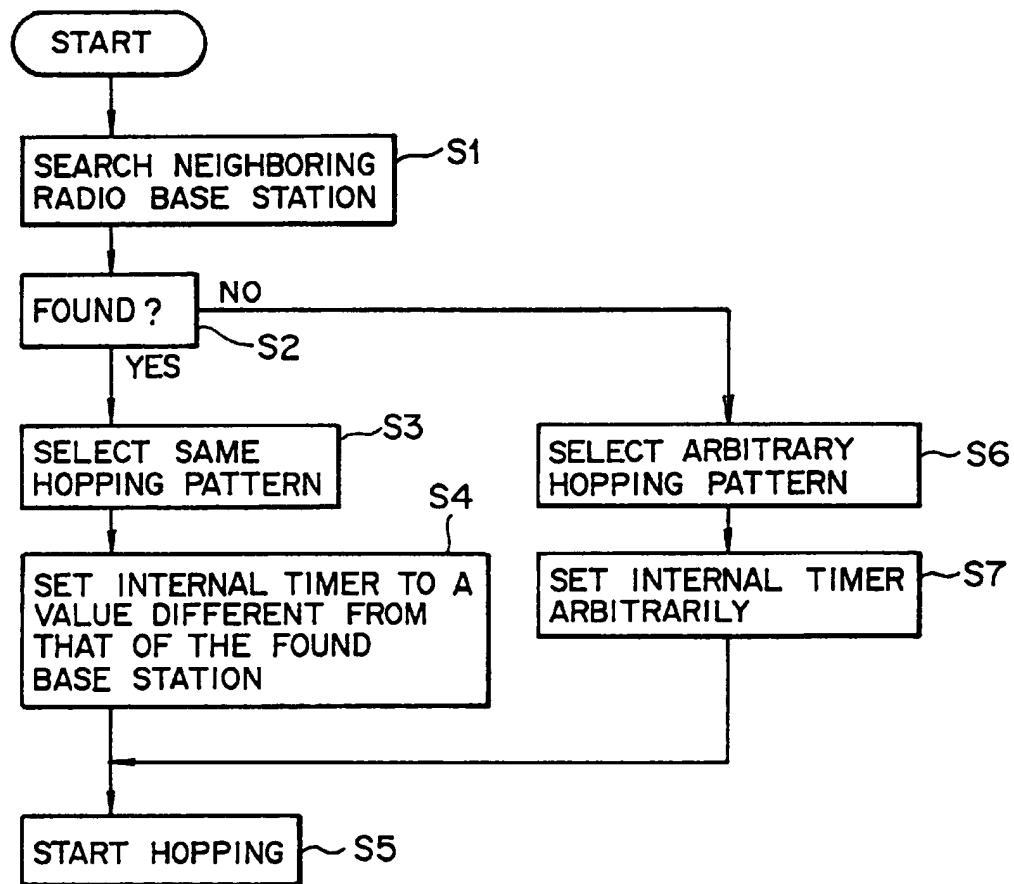 START
SEARCH NEIGHBORING
RADIO BASE STATION
S1
FOUND?
NO
S2
YES
SELECT SAME
HOPPING PATTERN
S3
SELECT ARBITRARY
HOPPING PATTERN
S6
S4
SET INTERNAL TIMER TO A
VALUE DIFFERENT FROM
THAT OF THE FOUND
BASE STATION
SET INTERNAL TIMER
ARBITRARILY
S7
START HOPPING
S5